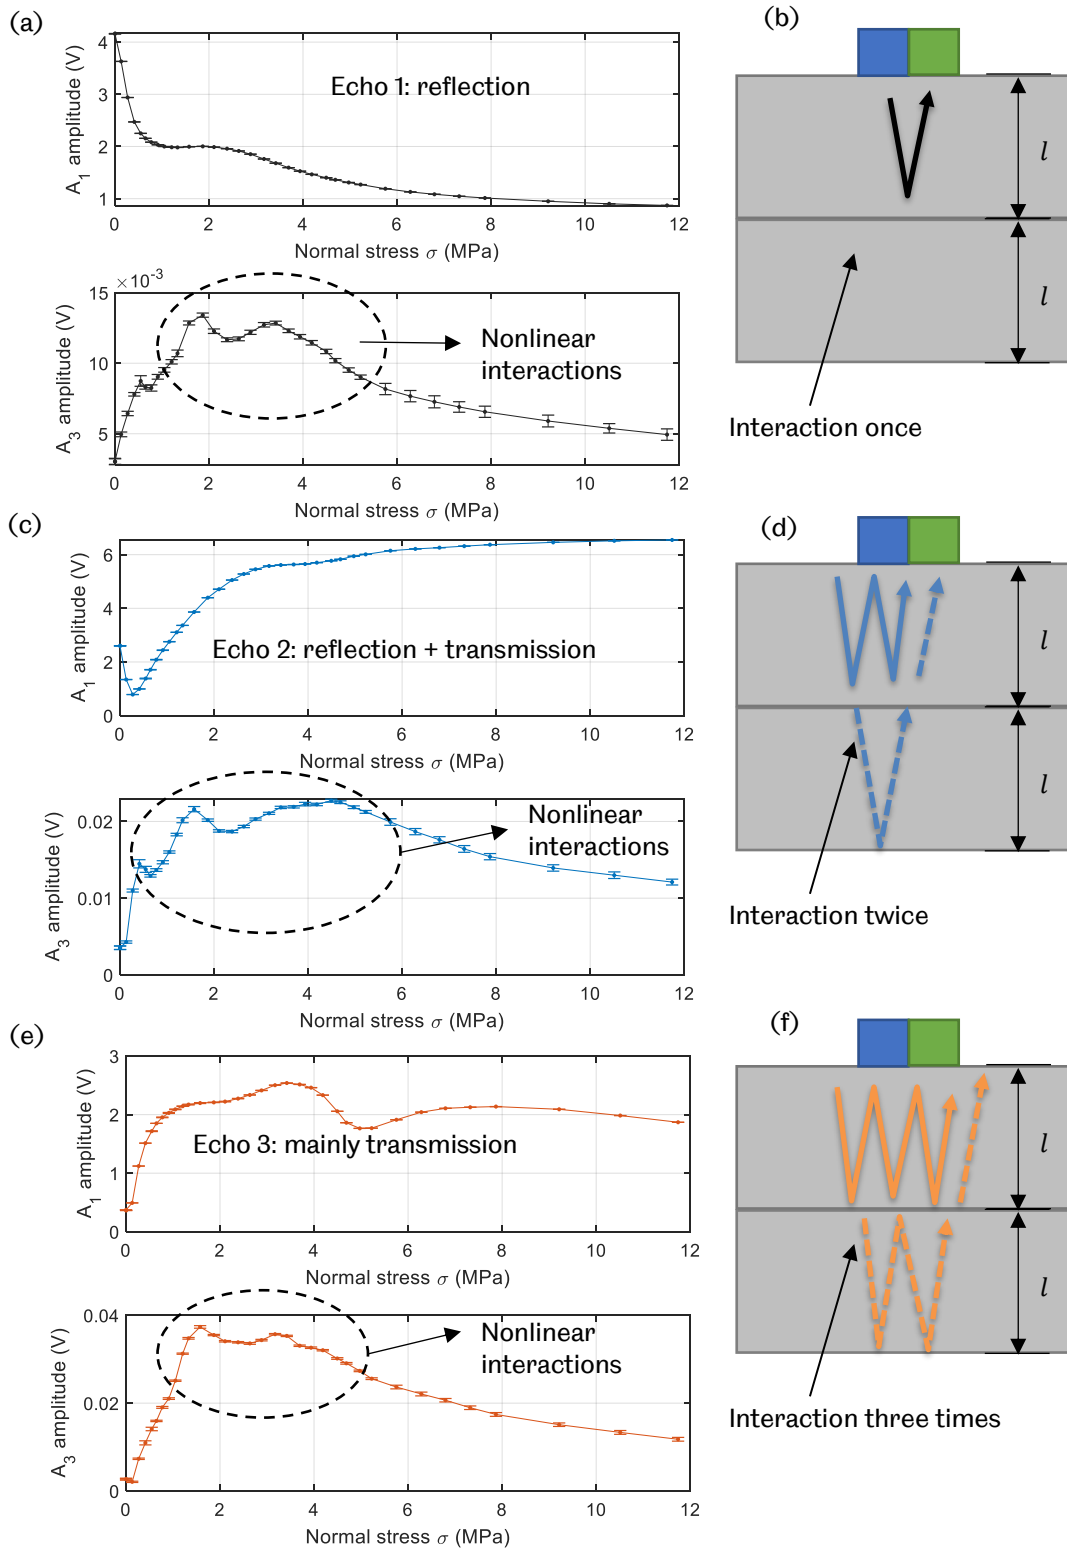 (a)
A1 amplitude (V)
4
3
2
1
Echo 1: reflection
0 2 4 6 8 10 12
Normal stress σ (MPa)
×10^-3
A3 amplitude (V)
15
10
5
Nonlinear
interactions
0 2 4 6 8 10 12
Normal stress σ (MPa)
(b)
l
l
Interaction once
(c)
A1 amplitude (V)
6
4
2
0
Echo 2: reflection + transmission
0 2 4 6 8 10 12
Normal stress σ (MPa)
A3 amplitude (V)
0.02
0.01
0
Nonlinear
interactions
0 2 4 6 8 10 12
Normal stress σ (MPa)
(d)
l
l
Interaction twice
(e)
A1 amplitude (V)
3
2
1
0
Echo 3: mainly transmission
0 2 4 6 8 10 12
Normal stress σ (MPa)
A3 amplitude (V)
0.04
0.02
0
Nonlinear
interactions
0 2 4 6 8 10 12
Normal stress σ (MPa)
(f)
l
l
Interaction three times